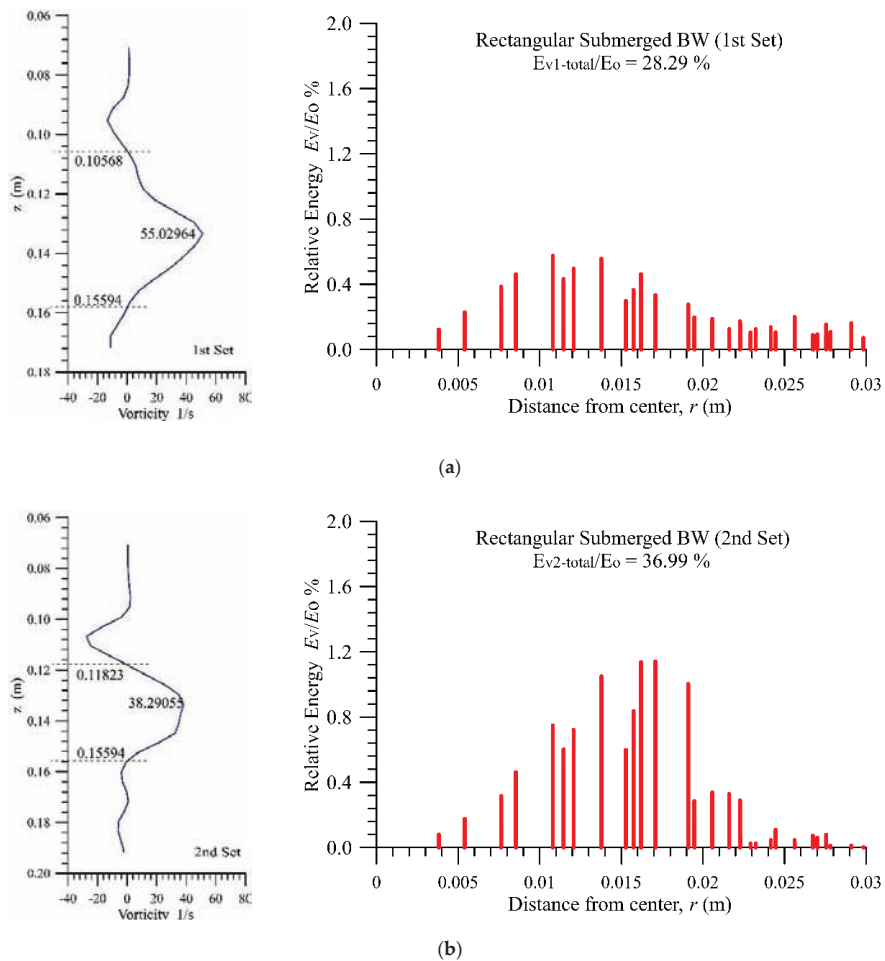 0.06
0.08
0.10
0.12
0.14
0.16
0.18
z (m)
0.10568
55.02964
0.15594
1st Set
-40 -20 0 20 40 60 80
Vorticity 1/s
Rectangular Submerged BW (1st Set)
Ev1-total/Eo = 28.29 %
2.0
1.6
1.2
0.8
0.4
0.0
Relative Energy Ev/Eo %
0 0.005 0.01 0.015 0.02 0.025 0.03
Distance from center, r (m)
(a)
0.06
0.08
0.10
0.12
0.14
0.16
0.18
0.20
z (m)
0.11823
38.29055
0.15594
2nd Set
-40 -20 0 20 40 60 80
Vorticity 1/s
Rectangular Submerged BW (2nd Set)
Ev2-total/Eo = 36.99 %
2.0
1.6
1.2
0.8
0.4
0.0
Relative Energy Ev/Eo %
0 0.005 0.01 0.015 0.02 0.025 0.03
Distance from center, r (m)
(b)